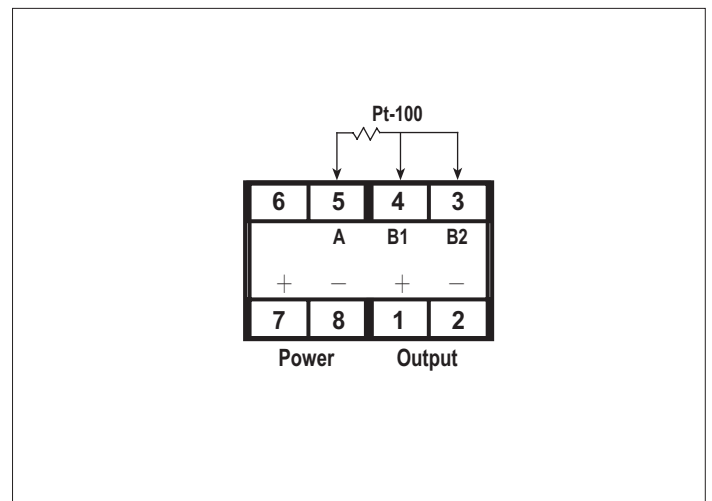 Pt-100
6 5 4 3
A B1 B2
+ − + −
7 8 1 2
Power Output